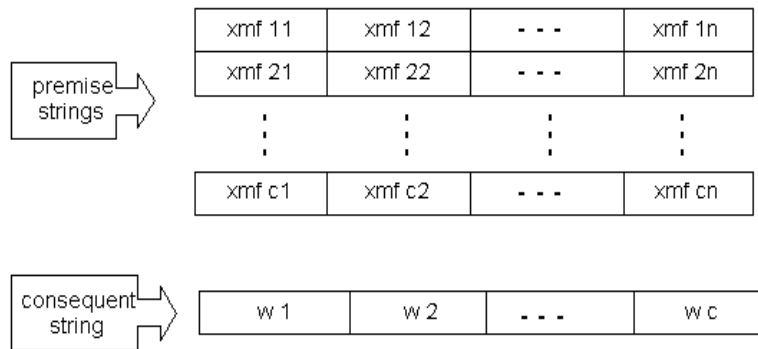 xmf 11 xmf 12 - - - xmf 1n
premise strings
xmf 21 xmf 22 - - - xmf 2n
xmf c1 xmf c2 - - - xmf cn
consequent string
w 1 w 2 - - - w c